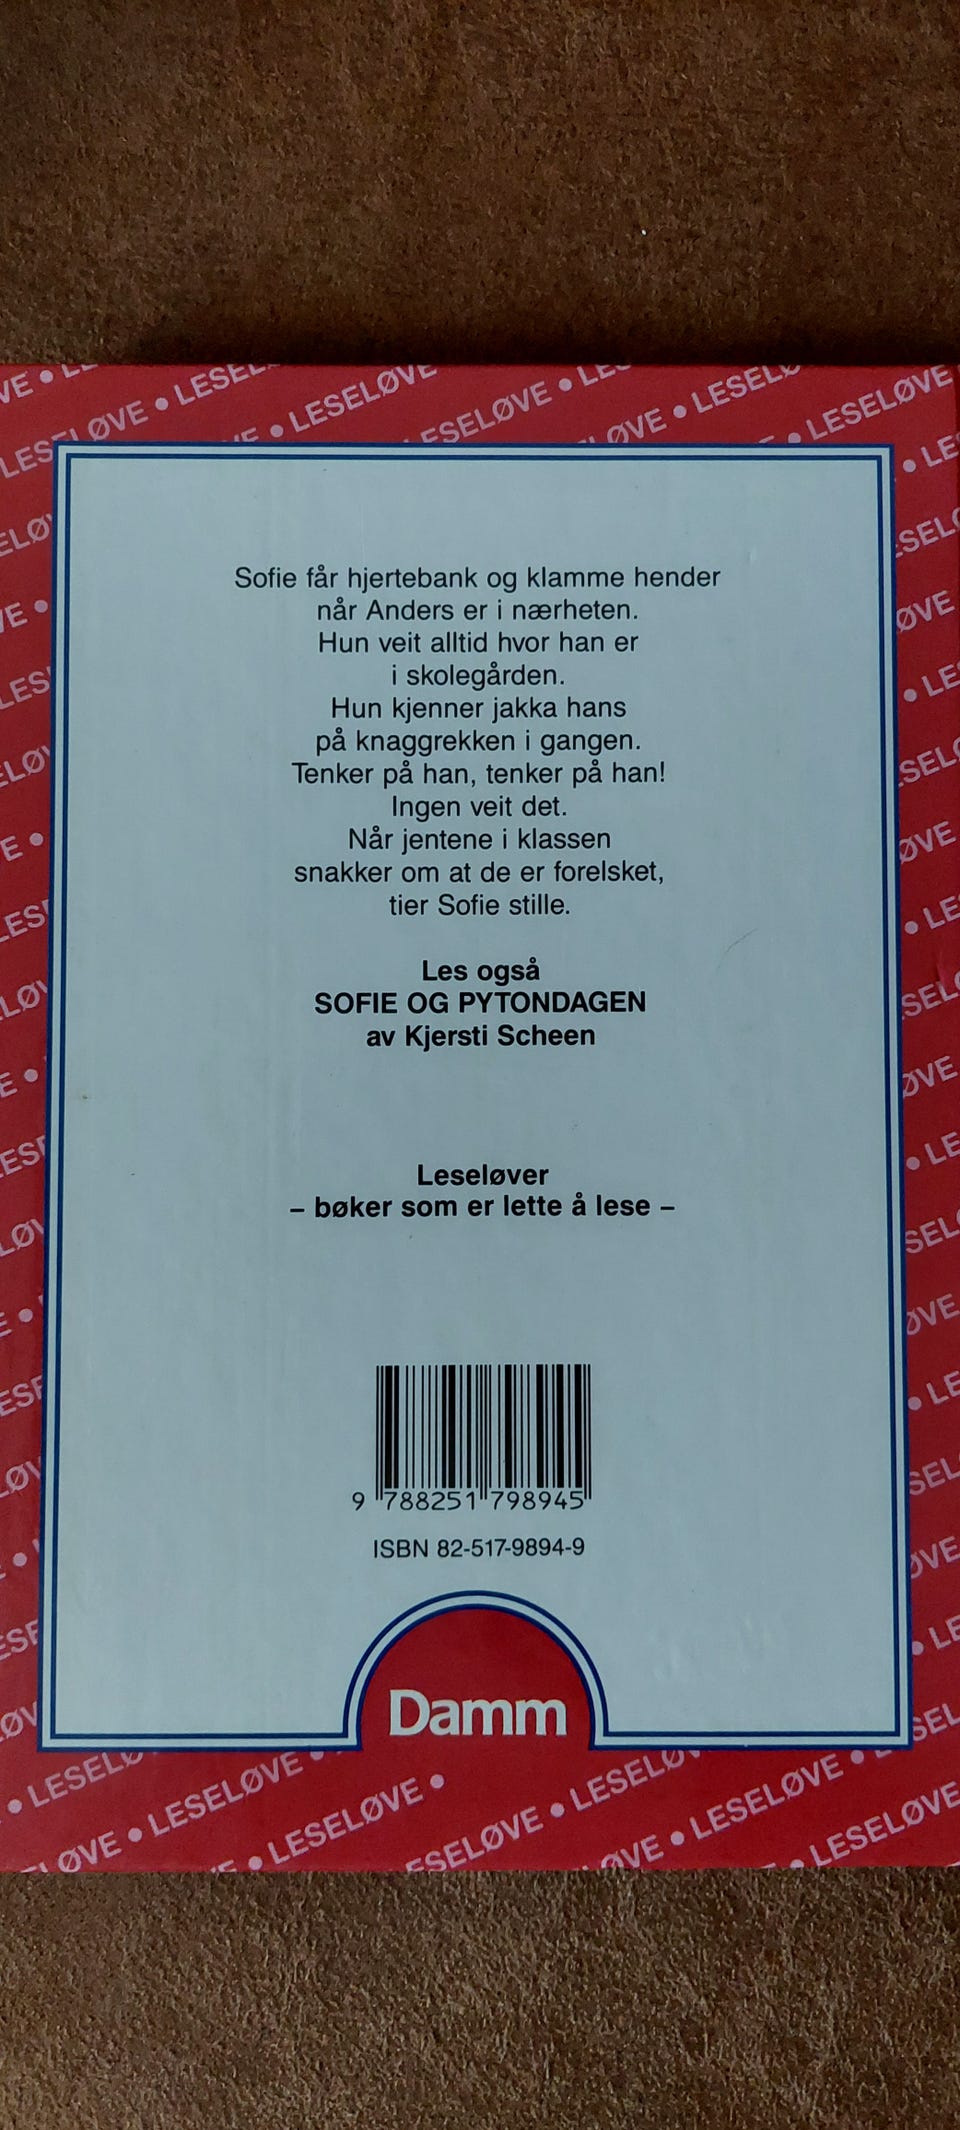 Sofie får hjertebank og klamme hender
når Anders er i nærheten.
Hun veit alltid hvor han er
i skolegården.
Hun kjenner jakka hans
på knaggrekken i gangen.
Tenker på han, tenker på han!
Ingen veit det.
Når jentene i klassen
snakker om at de er forelsket,
tier Sofie stille.
Les også
SOFIE OG PYTONDAGEN
av Kjersti Scheen
Leseløver
– bøker som er lette å lese –
9 788251 798945
ISBN 82-517-9894-9
Damm
• LESELØVE • LESELØVE
• LESELØVE •
• LESELØVE